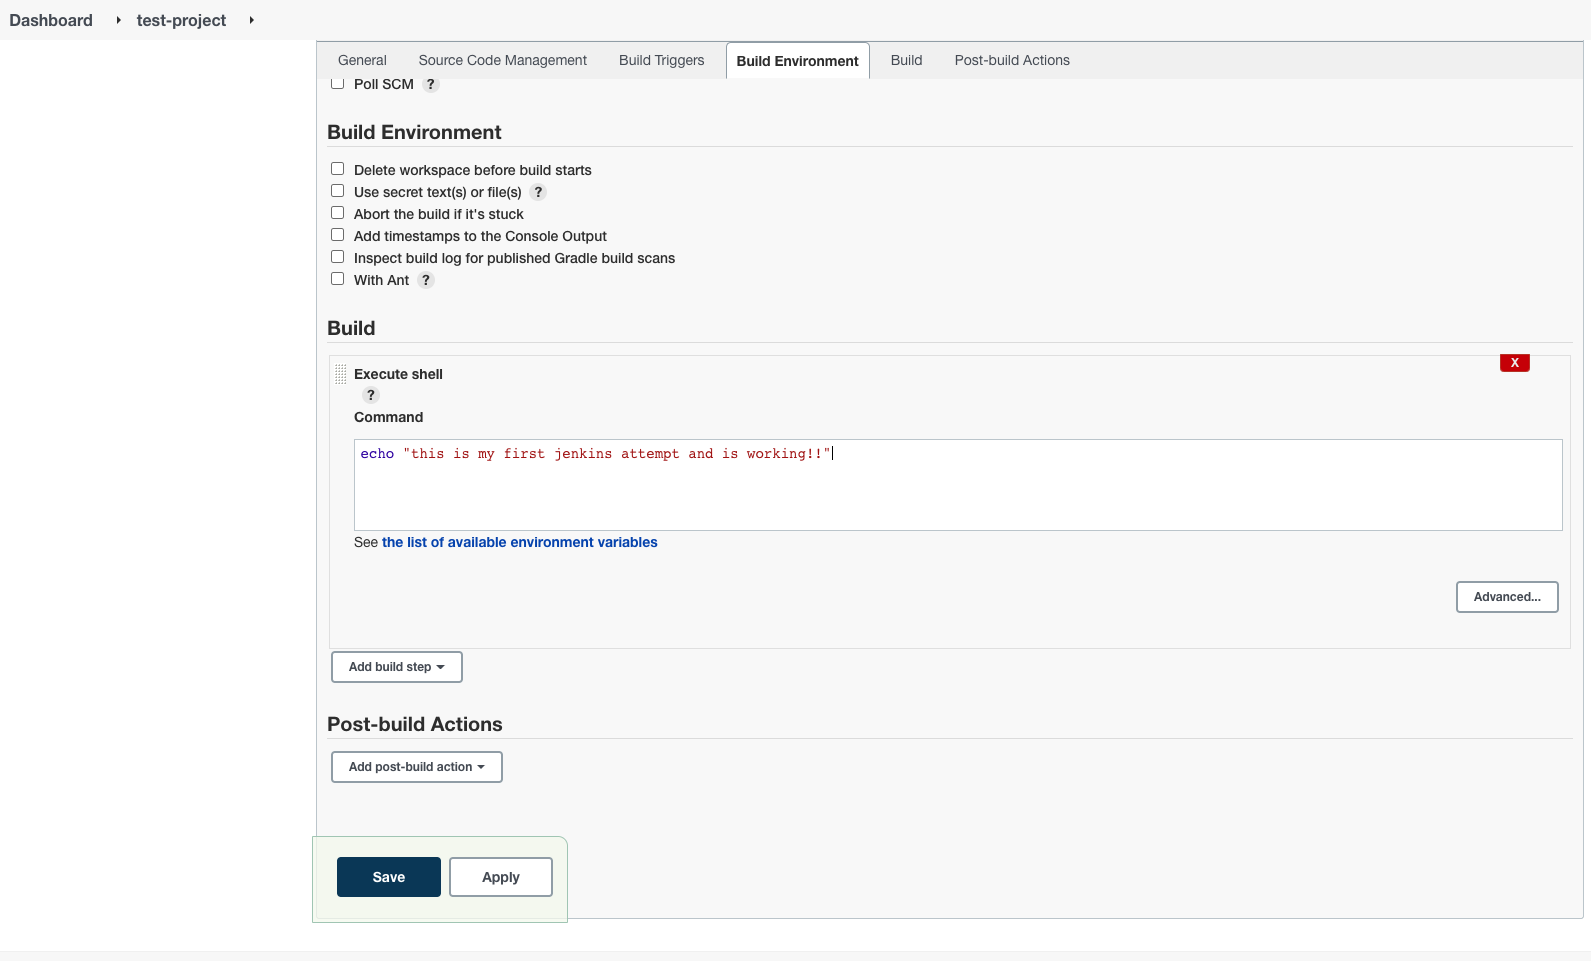 Dashboard test-project
General Source Code Management Build Triggers Build Environment Build Post-build Actions
Poll SCM ?
Build Environment
Delete workspace before build starts
Use secret text(s) or file(s) ?
Abort the build if it's stuck
Add timestamps to the Console Output
Inspect build log for published Gradle build scans
With Ant ?
Build
X
Execute shell
?
Command
echo "this is my first jenkins attempt and is working!!"
See the list of available environment variables
Advanced...
Add build step
Post-build Actions
Add post-build action
Save Apply